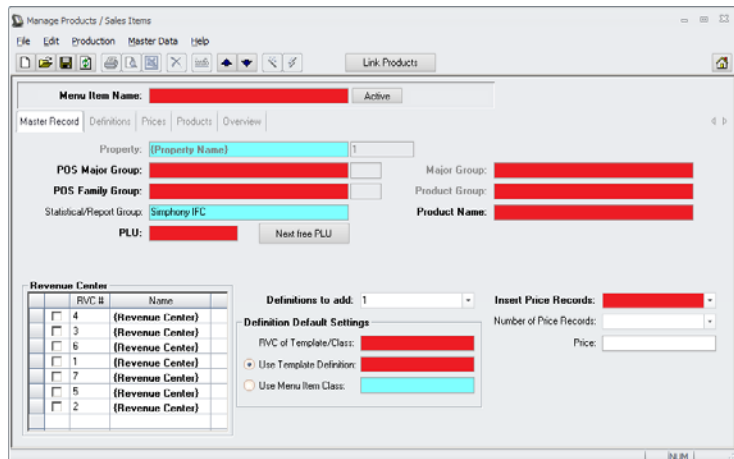 Manage Products / Sales Items
File Edit Production Master Data Help
Link Products
Menu Item Name: Active
Master Record Definitions Prices Products Overview
Property: {Property Name} 1
POS Major Group: Major Group:
POS Family Group: Product Group:
Statistical/Report Group: Simphony IFC Product Name:
PLU: Next free PLU
Revenue Center
RVC # Name
4 {Revenue Center}
3 {Revenue Center}
6 {Revenue Center}
1 {Revenue Center}
7 {Revenue Center}
5 {Revenue Center}
2 {Revenue Center}
Definitions to add: 1
Definition Default Settings
RVC of Template/Class:
Use Template Definition:
Use Menu Item Class:
Insert Price Records:
Number of Price Records:
Price:
NUM